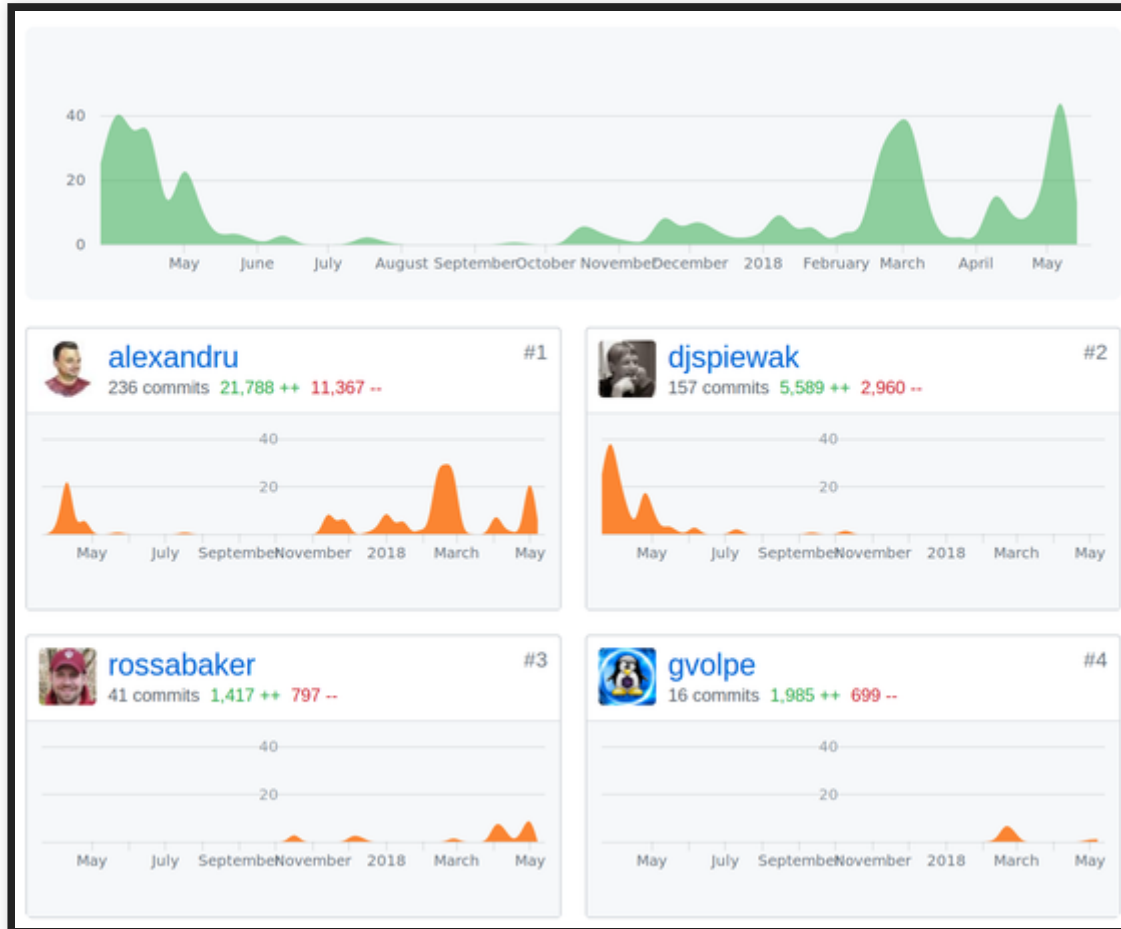 40
20
0
May June July August September October November December 2018 February March April May
alexandru #1
236 commits 21,788 ++ 11,367 --
40
20
May July September November 2018 March May
djspiewak #2
157 commits 5,589 ++ 2,960 --
40
20
May July September November 2018 March May
rossabaker #3
41 commits 1,417 ++ 797 --
40
20
May July September November 2018 March May
gvolpe #4
16 commits 1,985 ++ 699 --
40
20
May July September November 2018 March May